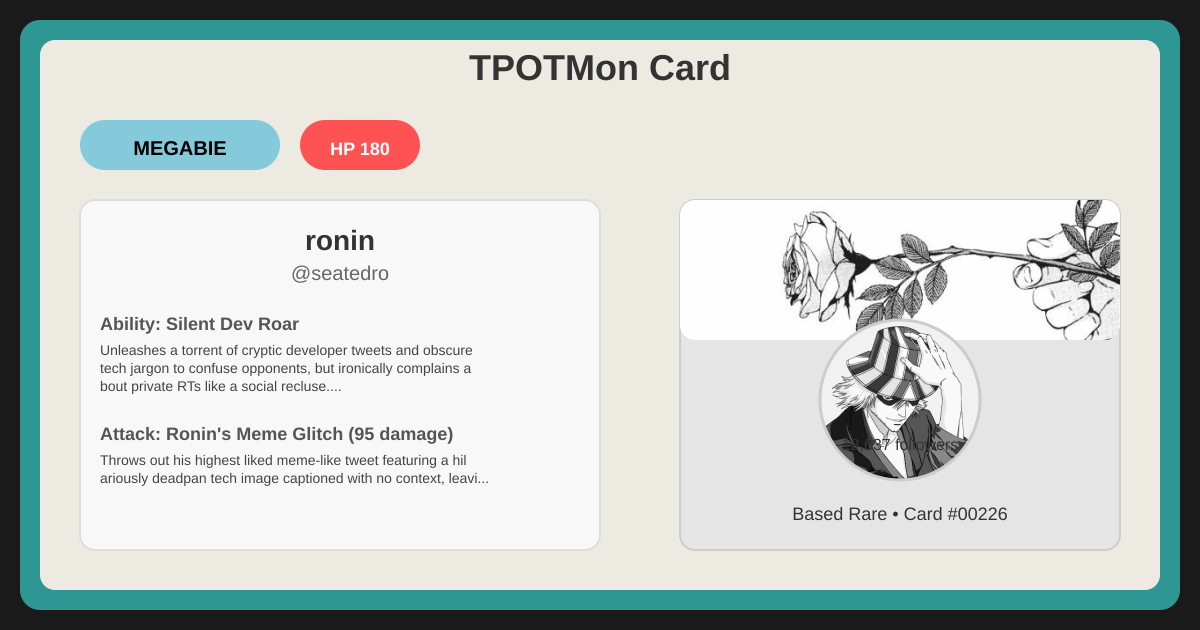 TPOTMon Card
MEGABIE
HP 180
ronin
@seatedro
Ability: Silent Dev Roar
Unleashes a torrent of cryptic developer tweets and obscure
tech jargon to confuse opponents, but ironically complains a
bout private RTs like a social recluse....
Attack: Ronin's Meme Glitch (95 damage)
Throws out his highest liked meme-like tweet featuring a hil
ariously deadpan tech image captioned with no context, leavi...
followers
Based Rare • Card #00226